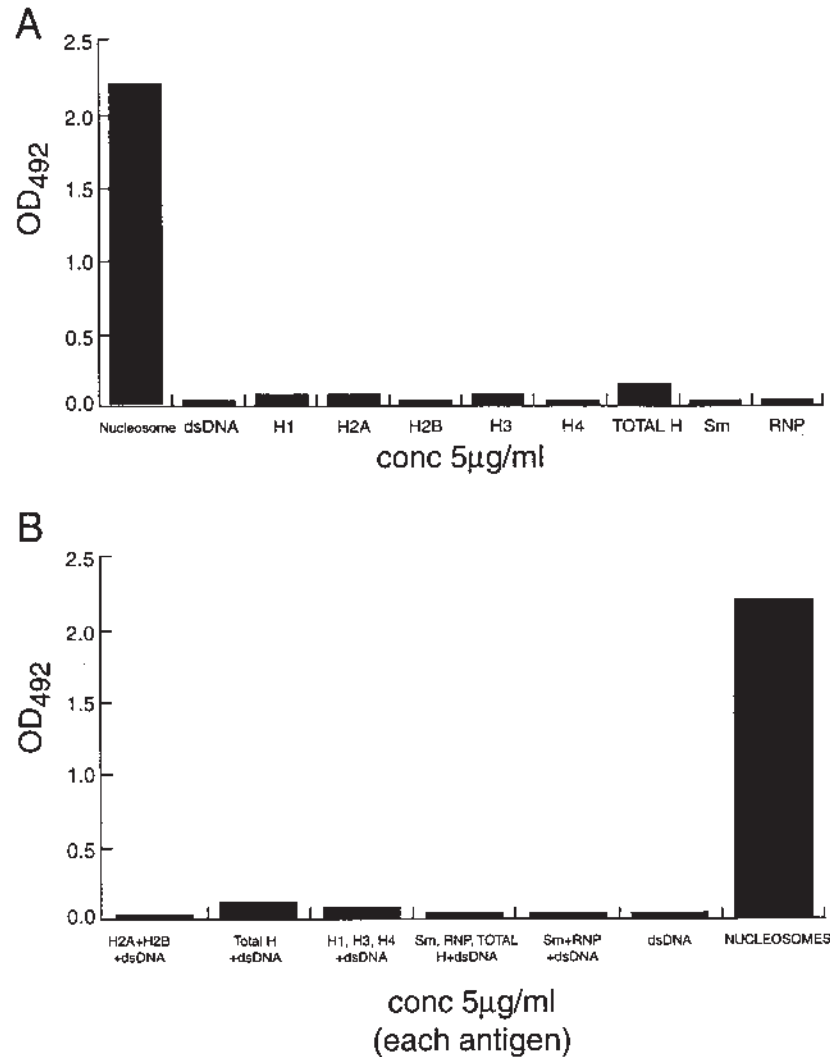 A
OD492
2.5
2.0
1.5
1.0
0.5
0.0
Nucleosome dsDNA H1 H2A H2B H3 H4 TOTAL H Sm RNP
conc 5μg/ml
B
OD492
2.5
2.0
1.5
1.0
0.5
0.0
H2A+H2B Total H H1, H3, H4 Sm, RNP, TOTAL Sm+RNP dsDNA NUCLEOSOMES
+dsDNA +dsDNA +dsDNA H+dsDNA +dsDNA
conc 5μg/ml
(each antigen)